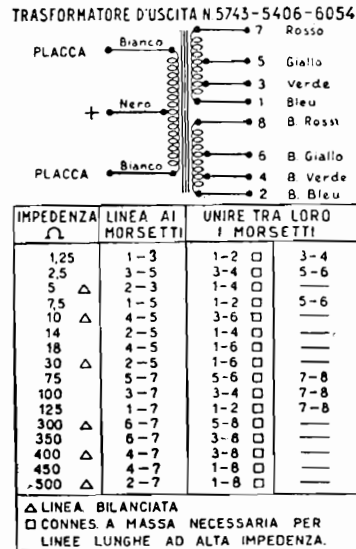 TRASFORMATORE D'USCITA N.5743-5406-6054
7 Rosso
Bianco
PLACCA
5 Giallo
3 Verde
+ Nero
1 Bleu
8 B. Rossi
6 B. Giallo
Bianco
PLACCA
4 B. Verde
2 B. Bleu
IMPEDENZA Ω LINEA AI MORSETTI UNIRE TRA LORO I MORSETTI
1,25 1-3 1-2 □ 3-4
2,5 3-5 3-4 □ 5-6
5 △ 2-3 1-4 □ —
7,5 1-5 1-2 □ 5-6
10 △ 4-5 3-6 □ —
14 2-5 1-4 □ —
18 4-5 1-6 □ —
30 △ 2-5 1-6 □ —
75 5-7 5-6 □ 7-8
100 3-7 3-4 □ 7-8
125 1-7 1-2 □ 7-8
300 △ 6-7 5-8 □ —
350 6-7 3-8 □ —
400 △ 4-7 3-8 □ —
450 4-7 1-8 □ —
500 △ 2-7 1-8 □ —
△ LINEA BILANCIATA
□ CONNES. A MASSA NECESSARIA PER
LINEE LUNGHE AD ALTA IMPEDENZA.